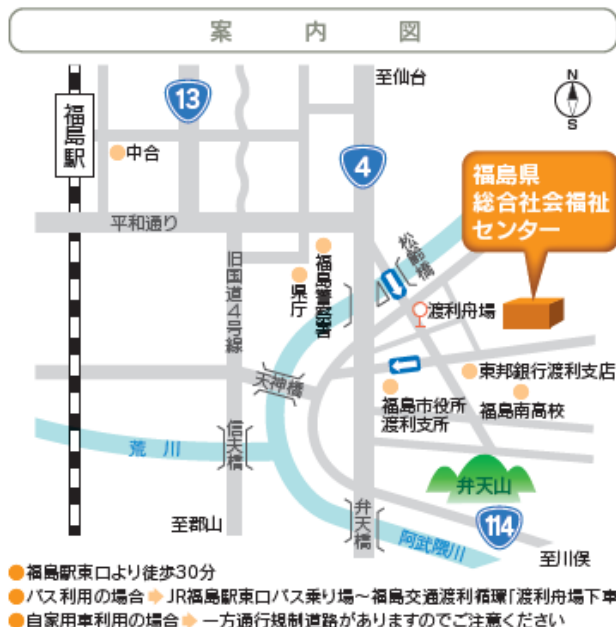 案内図
至仙台
N
S
13
福島駅
中合
4
福島県
総合社会福祉
センター
平和通り
松齢橋
旧国道4号線
県庁
福島警察署
渡利舟場
天神橋
東邦銀行渡利支店
福島市役所
渡利支所
福島南高校
荒川
信夫橋
弁天山
弁天橋
114
至郡山
阿武隈川
至川俣
●福島駅東口より徒歩30分
●バス利用の場合➡JR福島駅東口バス乗り場~福島交通渡利循環「渡利舟場下車
●自家用車利用の場合➡一方通行規制道路がありますのでご注意ください